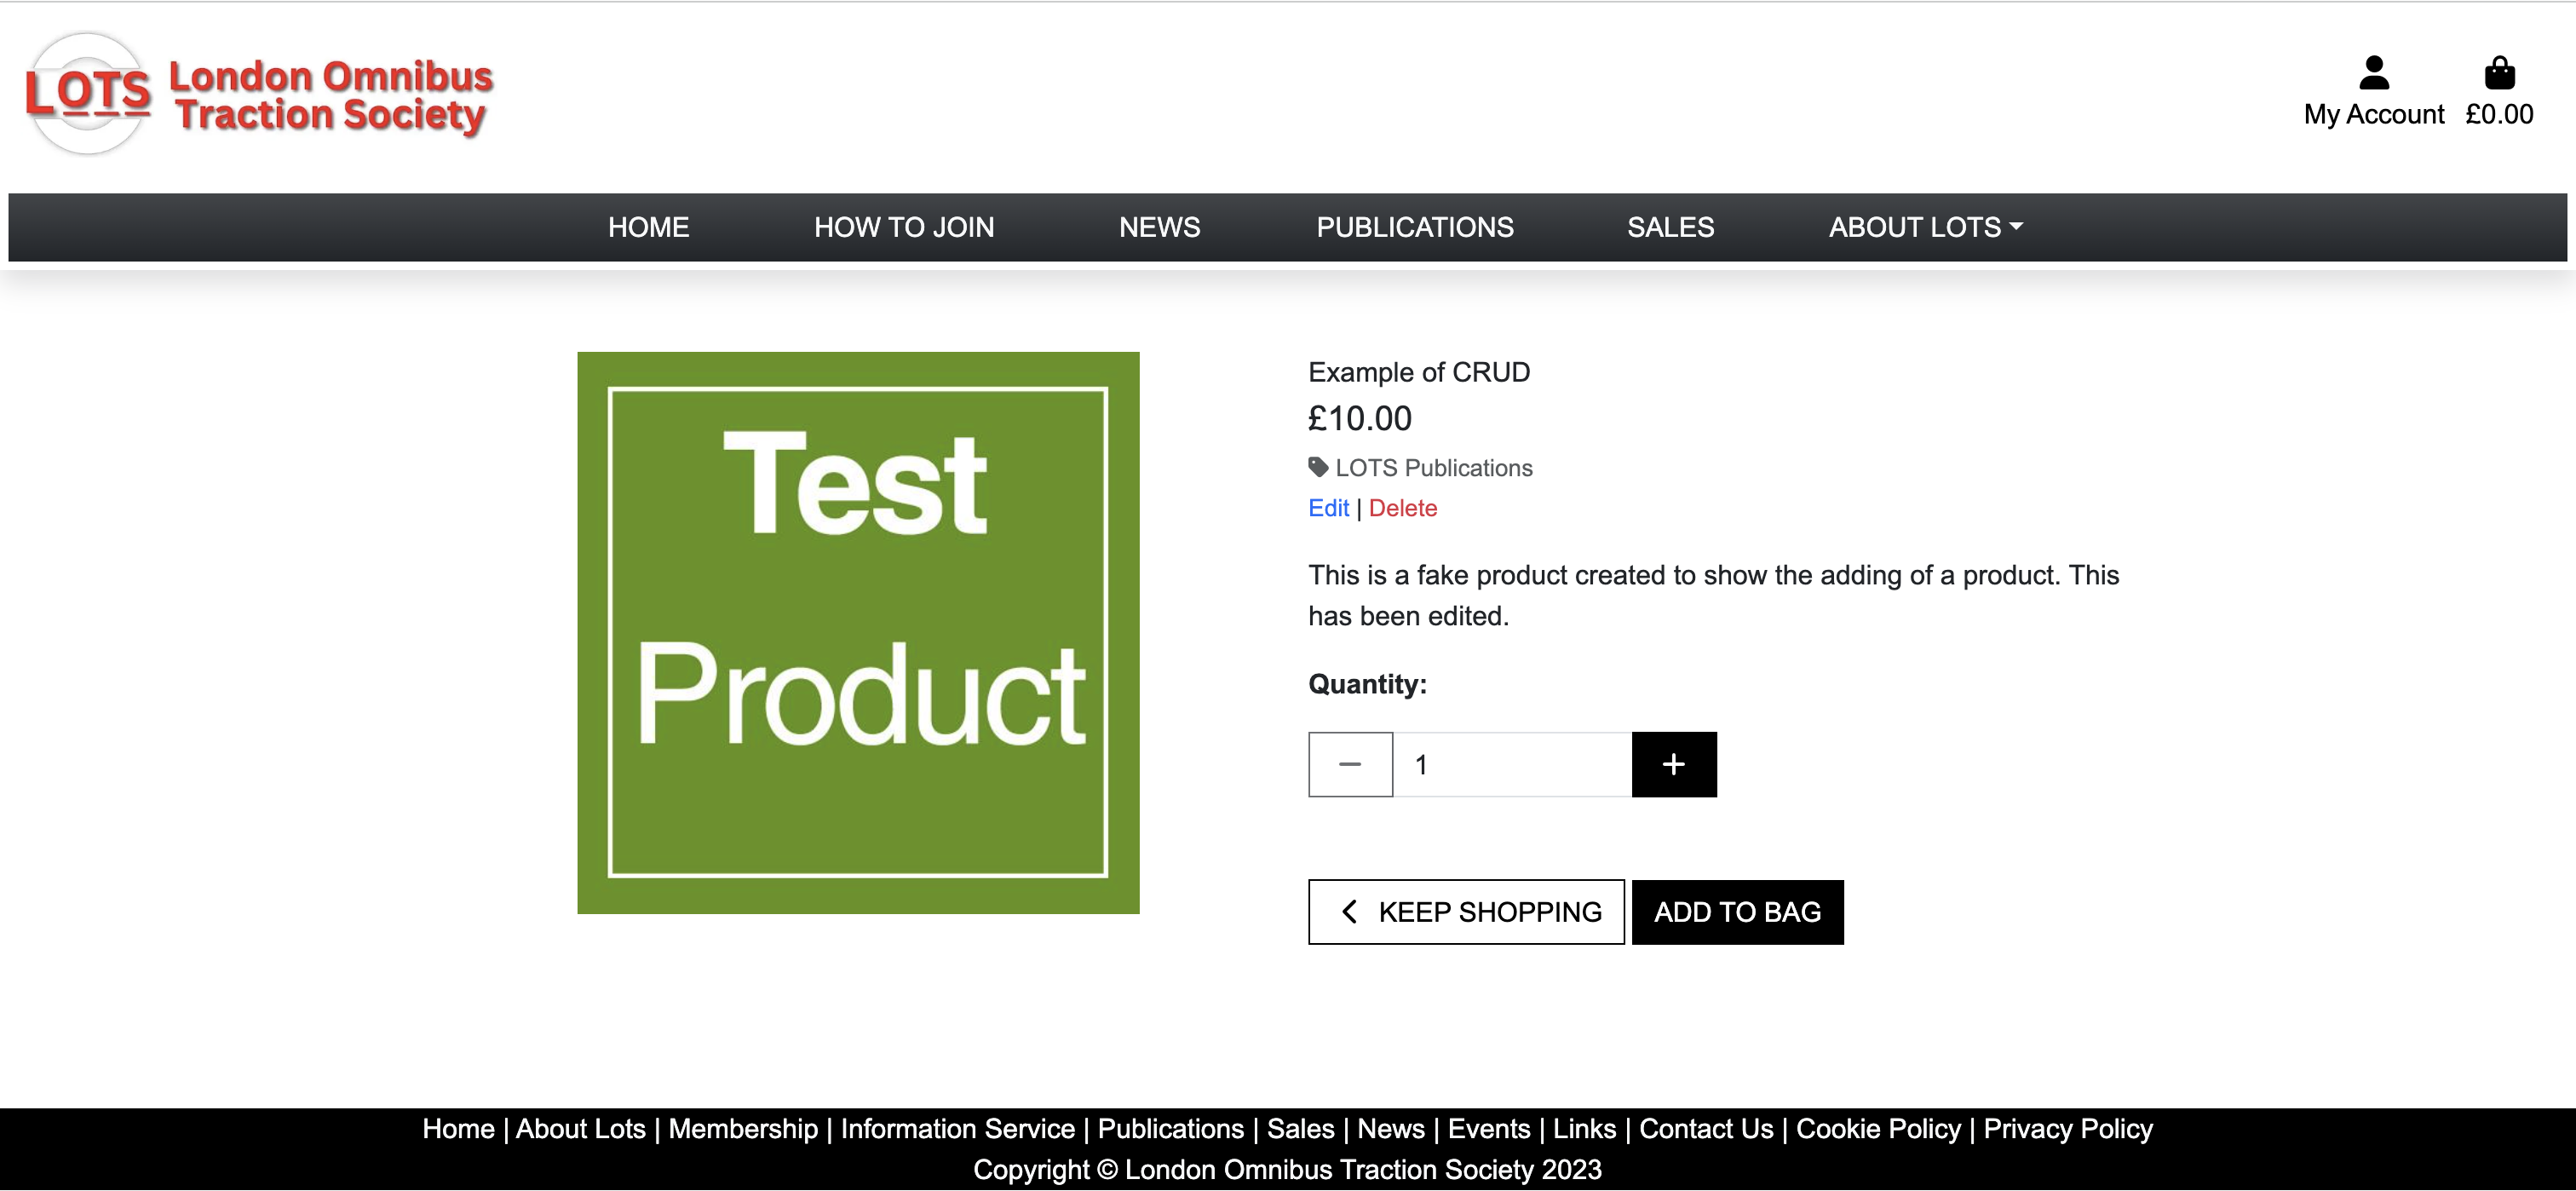 LOTS
London Omnibus
Traction Society
My Account
£0.00
HOME
HOW TO JOIN
NEWS
PUBLICATIONS
SALES
ABOUT LOTS
Test
Product
Example of CRUD
£10.00
LOTS Publications
Edit | Delete
This is a fake product created to show the adding of a product. This
has been edited.
Quantity:
1
KEEP SHOPPING
ADD TO BAG
Home | About Lots | Membership | Information Service | Publications | Sales | News | Events | Links | Contact Us | Cookie Policy | Privacy Policy
Copyright © London Omnibus Traction Society 2023